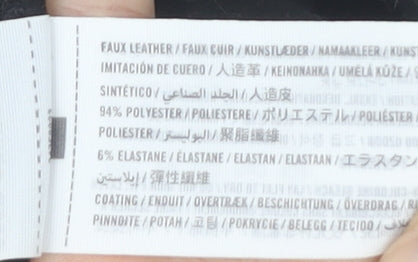 FAUX LEATHER / FAUX CUIR / KUNSTLÆDER / NAMAAKLEER / KUNST
IMITACIÓN DE CUERO / 人造革 / KEINONAHKA / UMĚLÁ KŮŽE /
SINTÉTICO / الجلد الصناعي / 人造皮
94% POLYESTER / POLIESTERE / ポリエステル / POLIÉSTER /
POLIESTER / البوليستر / 聚脂纖維
6% ELASTANE / ÉLASTANE / ELASTAN / ELASTAAN / エラスタン
إيلاستين / 彈性纖維
COATING / ENDUIT / OVERTRÆK / BESCHICHTUNG / ÖVERDRAG /
PINNOITE / POTAH / 코팅 / POKRYCIE / BELEGG / TECIDO /